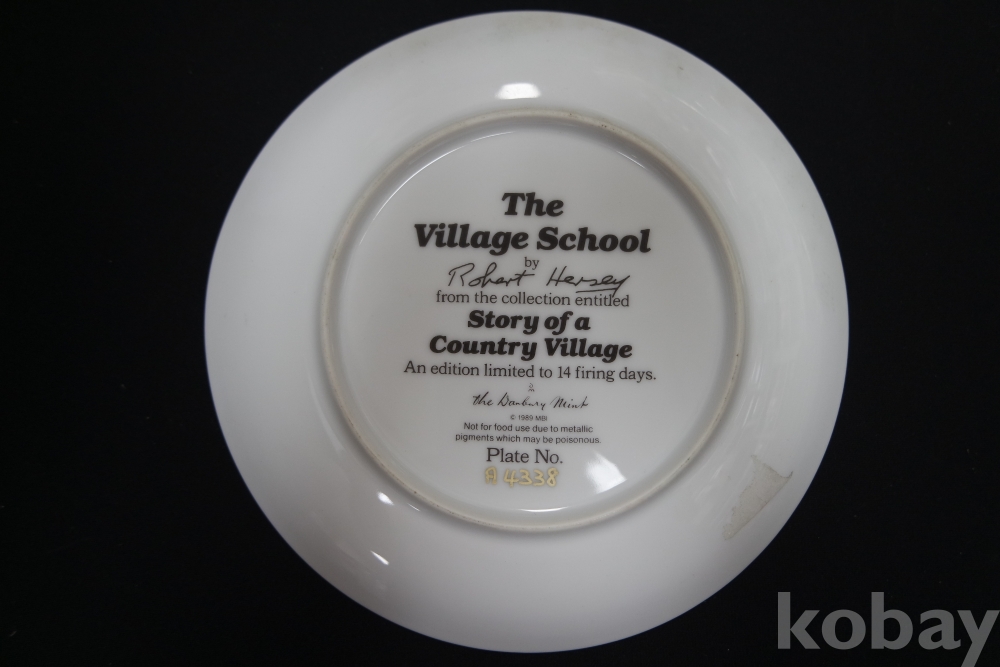 The
Village School
by
Robert Hersey
from the collection entitled
Story of a
Country Village
An edition limited to 14 firing days.
the Danbury Mint
© 1989 MBI
Not for food use due to metallic
pigments which may be poisonous.
Plate No.
A 4338
kobay